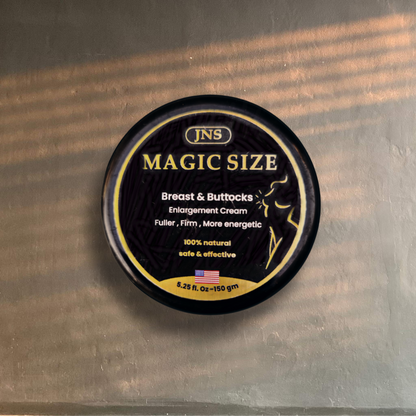 JNS
MAGIC SIZE
Breast & Buttocks
Enlargement Cream
Fuller , Firm , More energetic
100% natural
safe & effective
5.25 fl. Oz ~150 gm